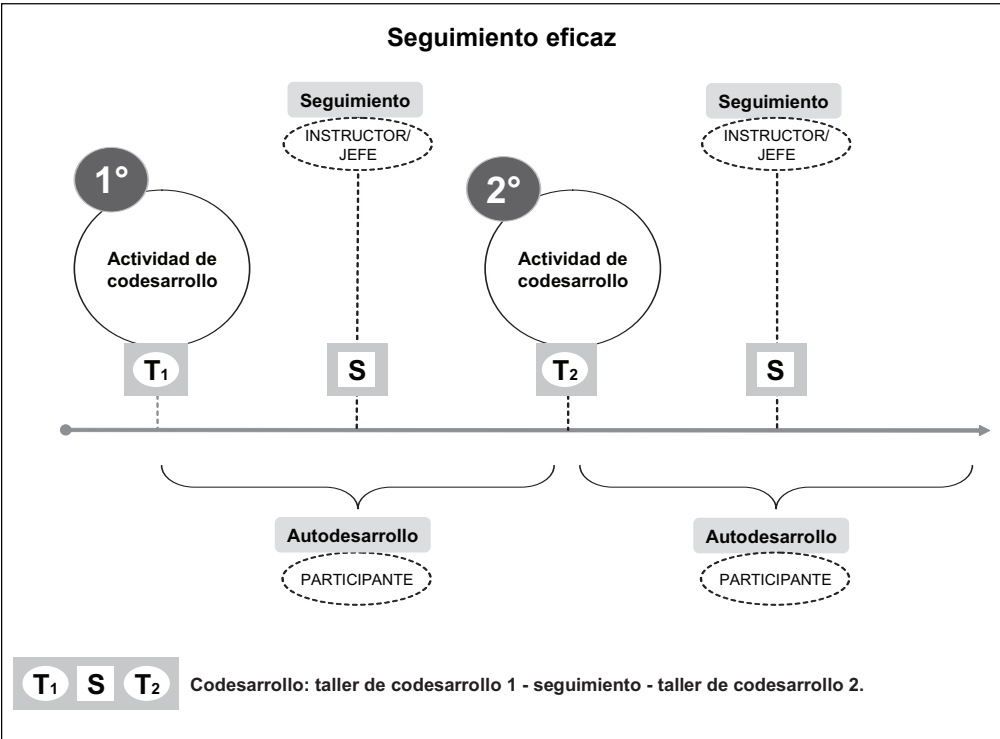 Seguimiento eficaz
Seguimiento
INSTRUCTOR/
JEFE
Seguimiento
INSTRUCTOR/
JEFE
1°
Actividad de
codesarrollo
2°
Actividad de
codesarrollo
T1
S
T2
S
Autodesarrollo
PARTICIPANTE
Autodesarrollo
PARTICIPANTE
T1 S T2 Codesarrollo: taller de codesarrollo 1 - seguimiento - taller de codesarrollo 2.